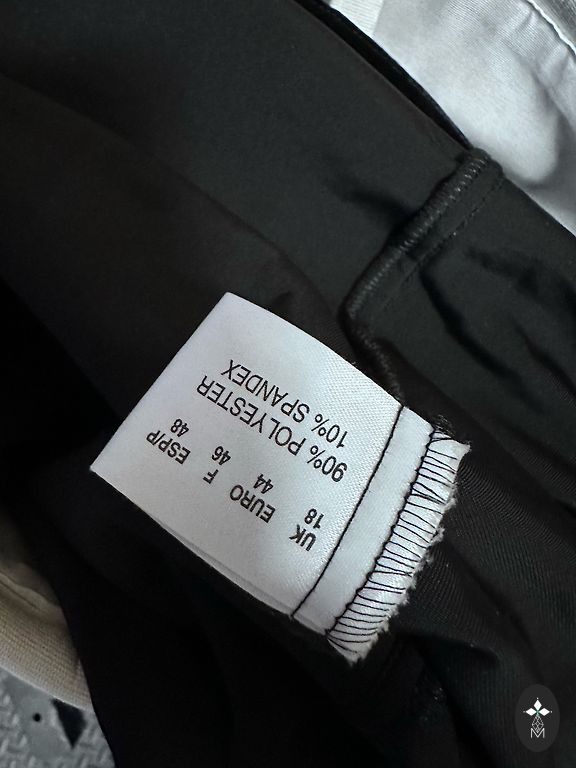 UK EURO F ESP/P
18 44 46 48
90% POLYESTER
10% SPANDEX
M